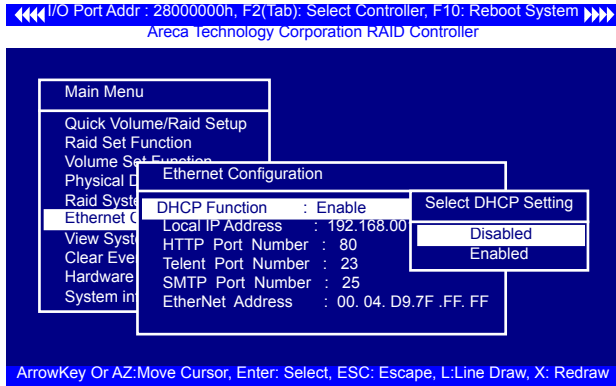 I/O Port Addr : 28000000h, F2(Tab): Select Controller, F10: Reboot System
Areca Technology Corporation RAID Controller
Main Menu
Quick Volume/Raid Setup
Raid Set Function
Volume Set Function
Physical D
Raid Syste
Ethernet C
View Syst
Clear Eve
Hardware
System in
Ethernet Configuration
DHCP Function : Enable
Local IP Address : 192.168.00
HTTP Port Number : 80
Telent Port Number : 23
SMTP Port Number : 25
EtherNet Address : 00. 04. D9.7F .FF. FF
Select DHCP Setting
Disabled
Enabled
ArrowKey Or AZ:Move Cursor, Enter: Select, ESC: Escape, L:Line Draw, X: Redraw